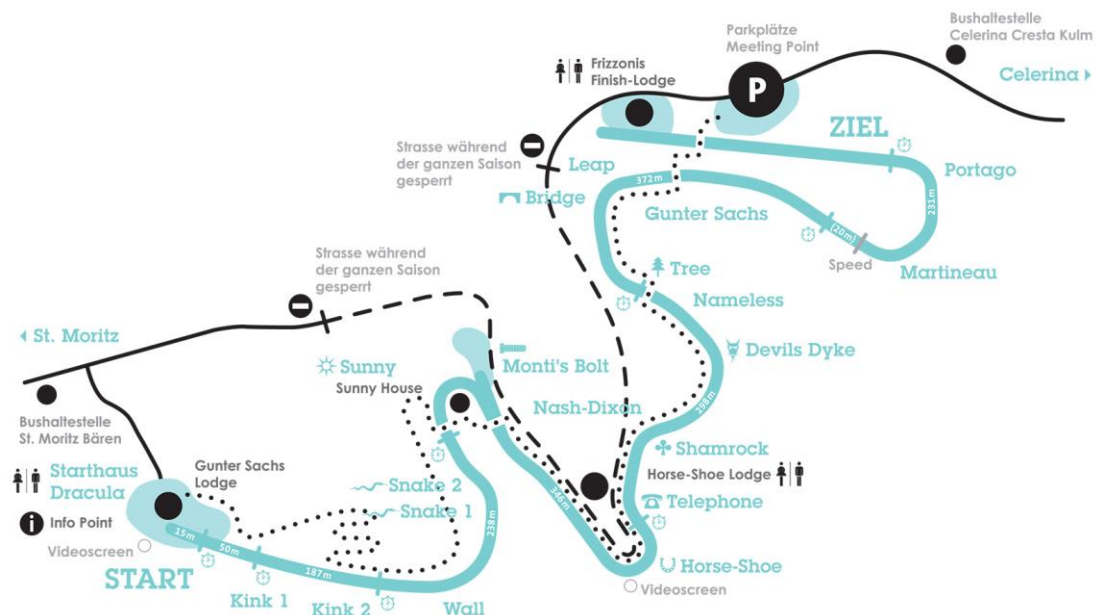 Bushaltestelle
Celerina Cresta Kulm
Parkplätze
Meeting Point
Celerina
P
Frizzonis
Finish-Lodge
ZIEL
Strasse während
der ganzen Saison
gesperrt
Leap
Portago
372m
Bridge
231m
Gunter Sachs
(20m)
Speed
Martineau
Strasse während
der ganzen Saison
gesperrt
Tree
Nameless
St. Moritz
Sunny
Sunny House
Monti's Bolt
Devils Dyke
Nash-Dixon
298m
Bushaltestelle
St. Moritz Bären
Shamrock
Starthaus
Dracula
Gunter Sachs
Lodge
Horse-Shoe Lodge
Snake 2
Telephone
346m
Snake 1
238m
i Info Point
Videoscreen
15m
50m
187m
START
Horse-Shoe
Videoscreen
Kink 1
Kink 2
Wall